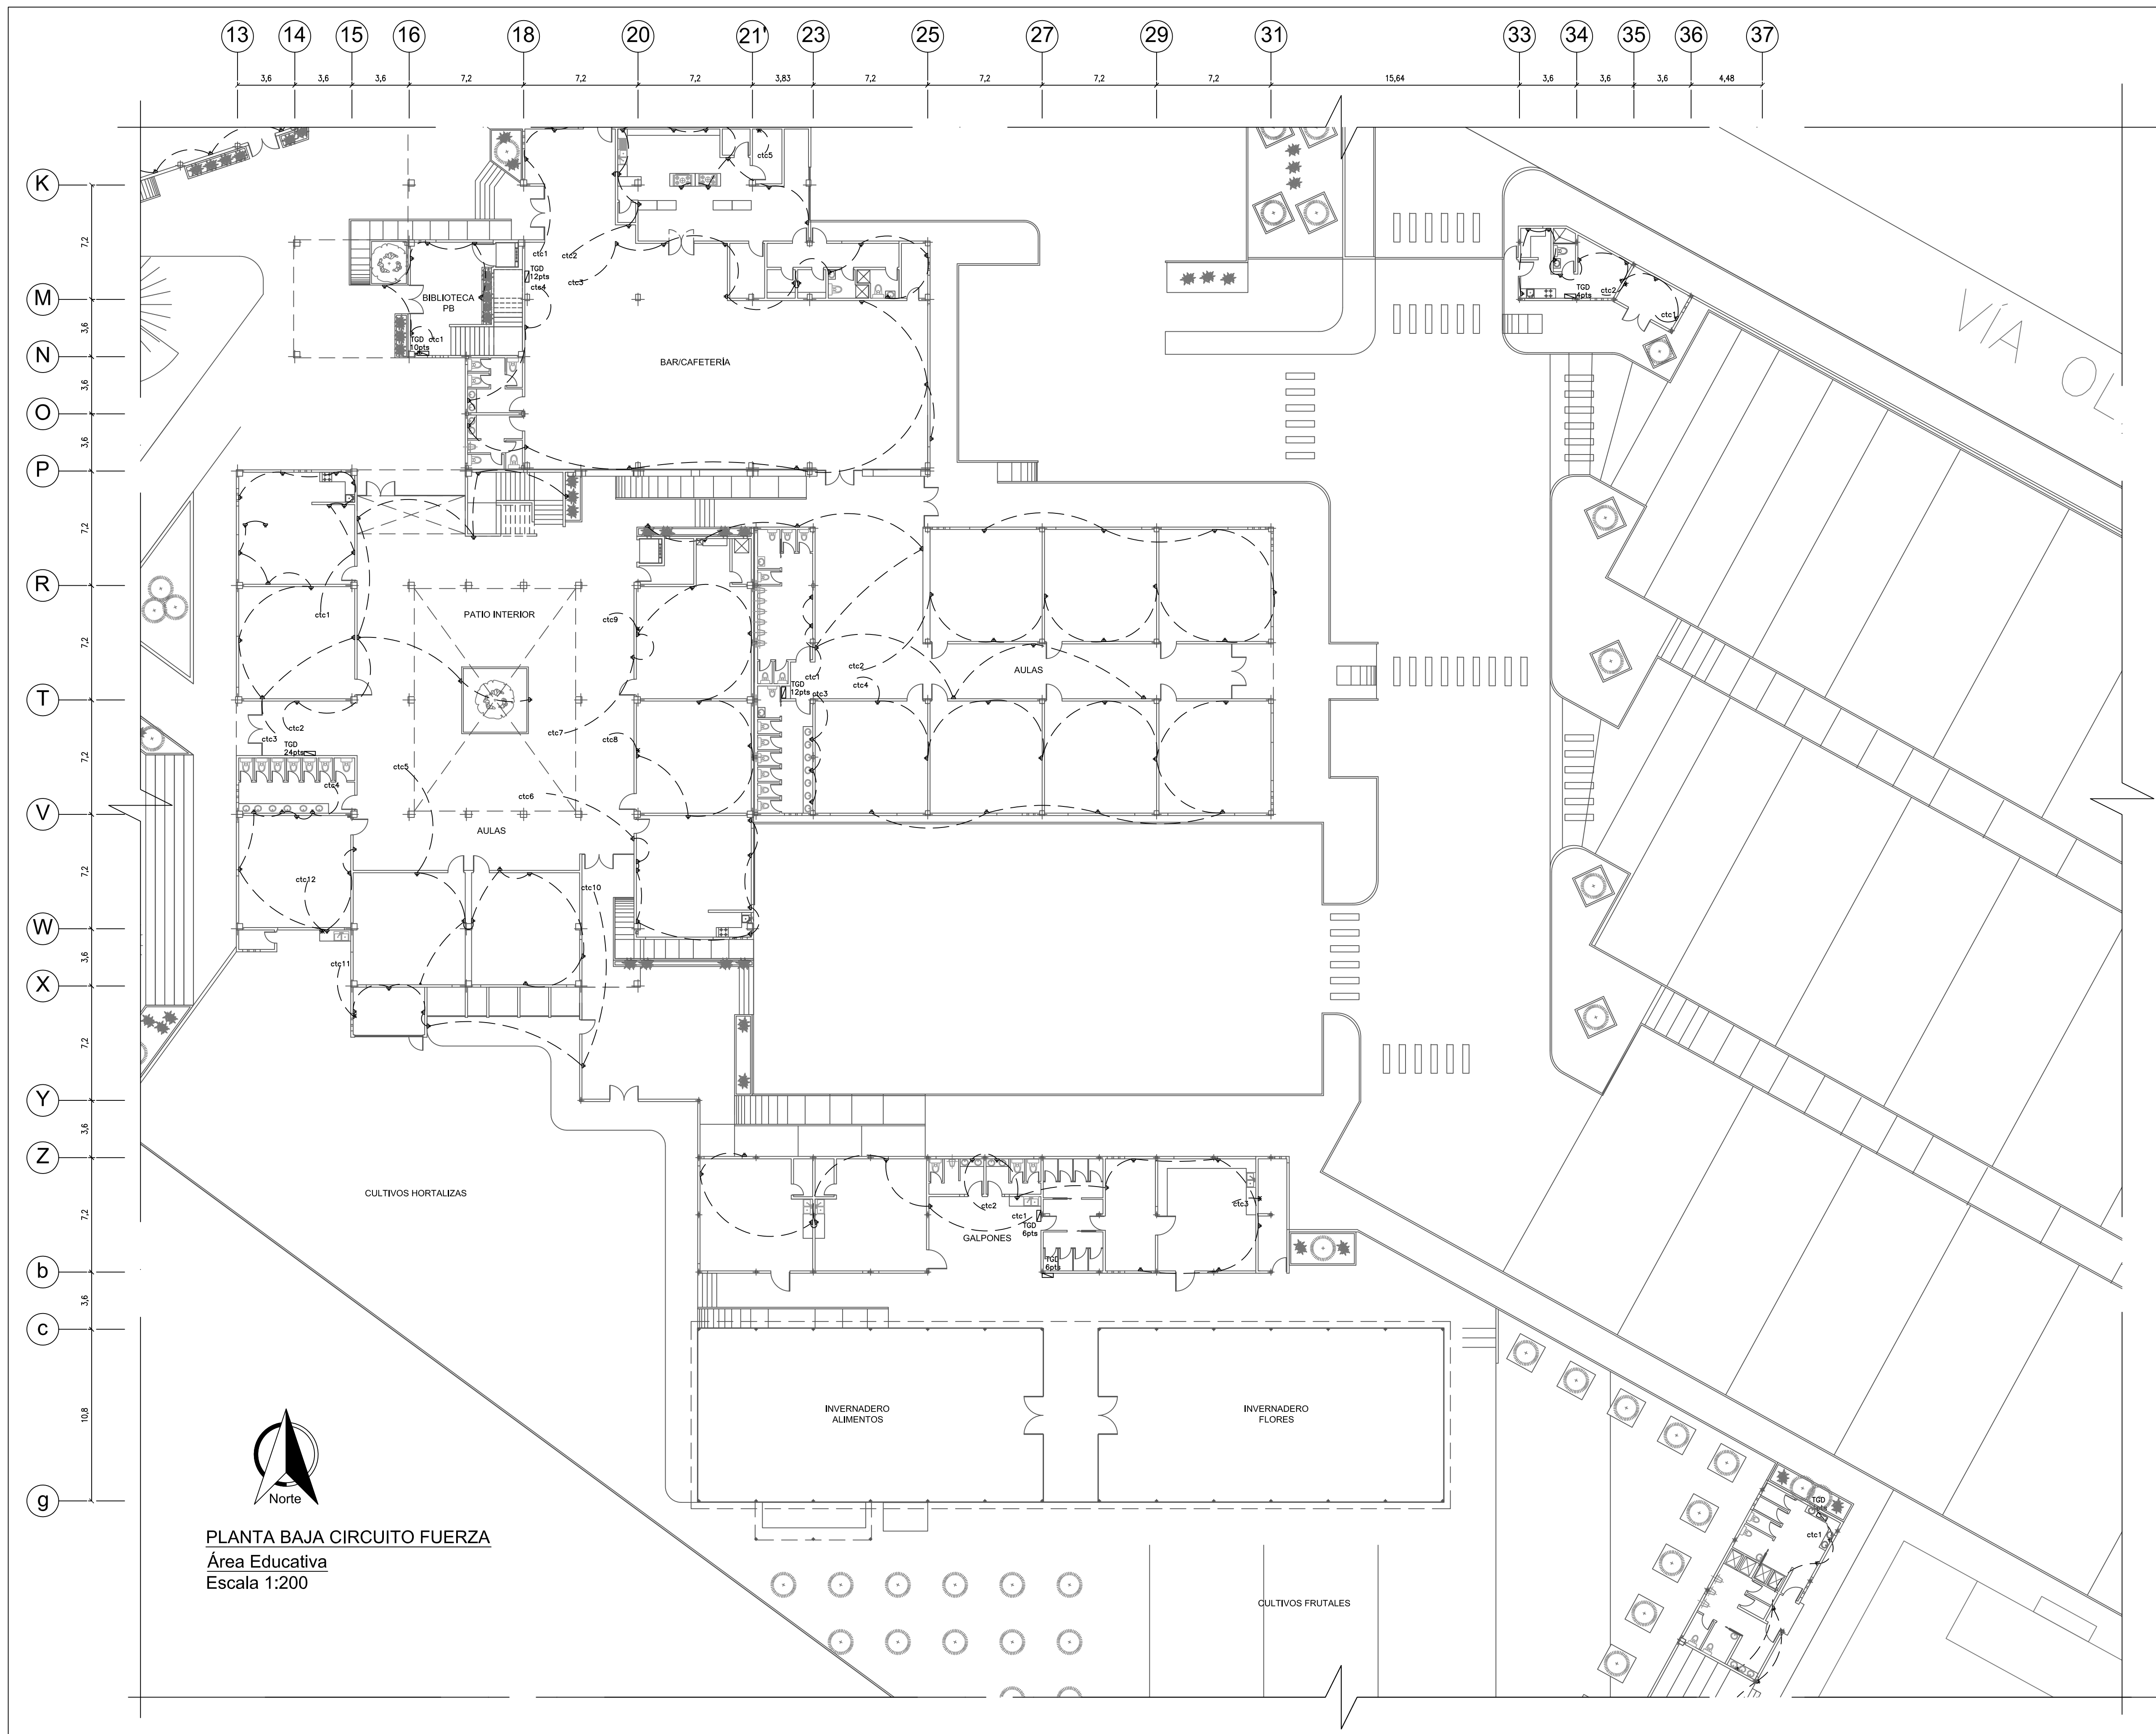 13 14 15 16 18 20 21' 23 25 27 29 31 33 34 35 36 37
3,6 3,6 3,6 7,2 7,2 7,2 3,83 7,2 7,2 7,2 7,2 15,64 3,6 3,6 3,6 4,48
K
7,2
M
3,6
N
3,6
O
3,6
P
7,2
R
7,2
T
7,2
V
7,2
W
3,6
X
7,2
Y
3,6
Z
7,2
b
3,6
c
10,8
g
ctc5
ctc1
ctc2
TGD
12pts
ctc3
ctc4
BIBLIOTECA
PB
TGD
10pts
ctc1
BAR/CAFETERÍA
TGD
4pts
ctc2
ctc1
VÍA OL
ctc1
PATIO INTERIOR
ctc9
ctc2
ctc1
ctc4
AULAS
TGD
12pts
ctc3
ctc2
ctc3
TGD
24pts
ctc7
ctc8
ctc5
ctc4
ctc6
AULAS
ctc12
ctc10
ctc11
CULTIVOS HORTALIZAS
ctc2
ctc1
TGD
6pts
ctc3
GALPONES
TGD
6pts
INVERNADERO
ALIMENTOS
INVERNADERO
FLORES
TGD
ctc1
CULTIVOS FRUTALES
Norte
PLANTA BAJA CIRCUITO FUERZA
Área Educativa
Escala 1:200